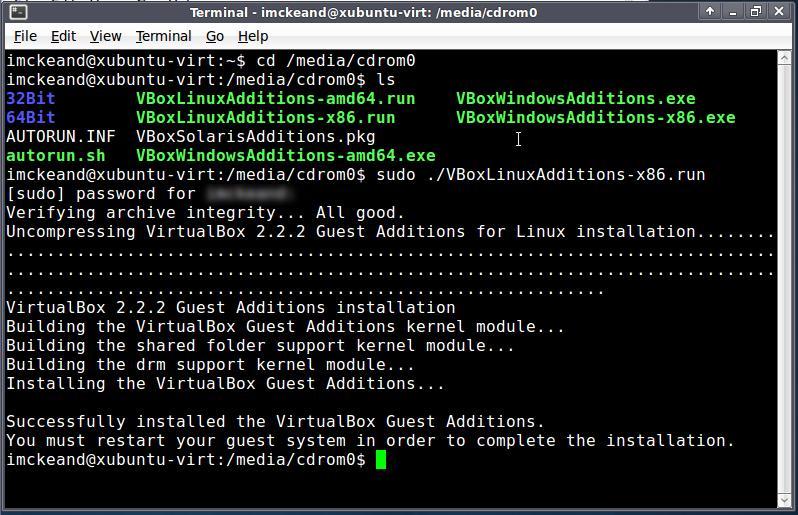 Terminal - imckeand@xubuntu-virt: /media/cdrom0
File Edit View Terminal Go Help
imckeand@xubuntu-virt:~$ cd /media/cdrom0
imckeand@xubuntu-virt:/media/cdrom0$ ls
32Bit VBoxLinuxAdditions-amd64.run VBoxWindowsAdditions.exe
64Bit VBoxLinuxAdditions-x86.run VBoxWindowsAdditions-x86.exe
AUTORUN.INF VBoxSolarisAdditions.pkg
autorun.sh VBoxWindowsAdditions-amd64.exe
imckeand@xubuntu-virt:/media/cdrom0$ sudo ./VBoxLinuxAdditions-x86.run
[sudo] password for
Verifying archive integrity... All good.
Uncompressing VirtualBox 2.2.2 Guest Additions for Linux installation........
.............................................................................
.............................................................................
............................................................
VirtualBox 2.2.2 Guest Additions installation
Building the VirtualBox Guest Additions kernel module...
Building the shared folder support kernel module...
Building the drm support kernel module...
Installing the VirtualBox Guest Additions...
Successfully installed the VirtualBox Guest Additions.
You must restart your guest system in order to complete the installation.
imckeand@xubuntu-virt:/media/cdrom0$